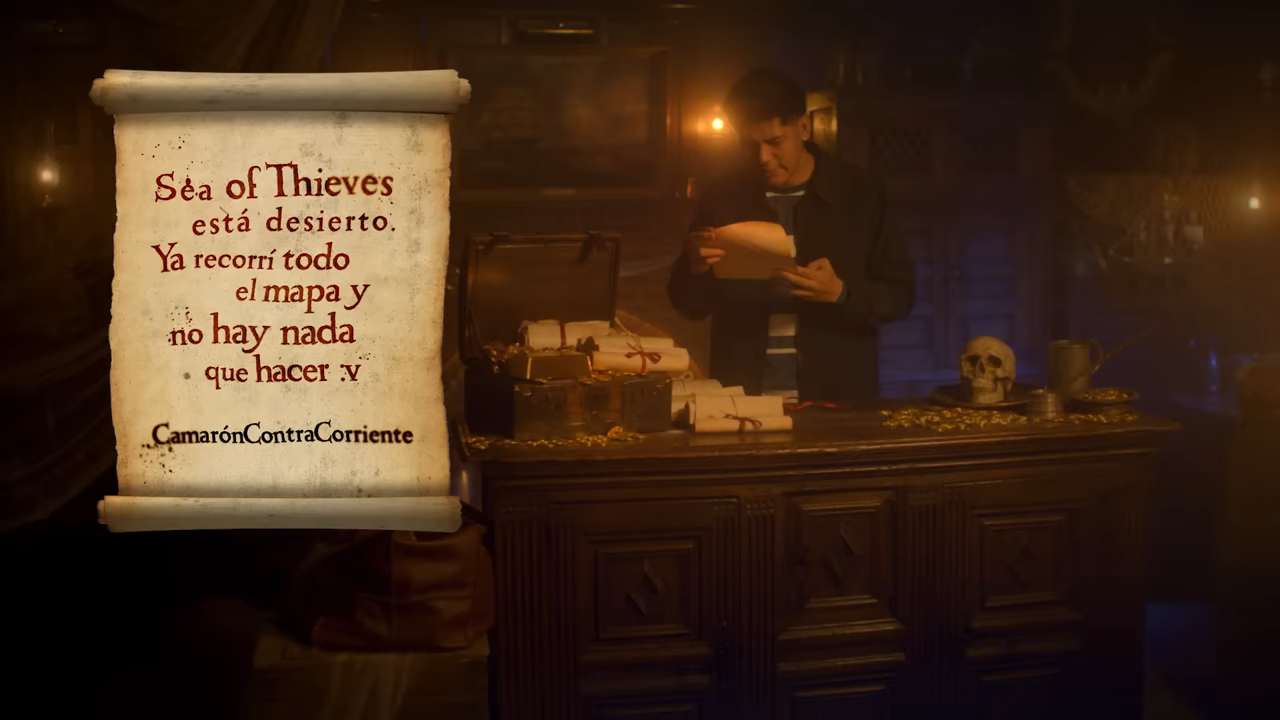 Sea of Thieves
está desierto.
Ya recorrí todo
el mapa y
no hay nada
que hacer :v
CamarónContraCorriente